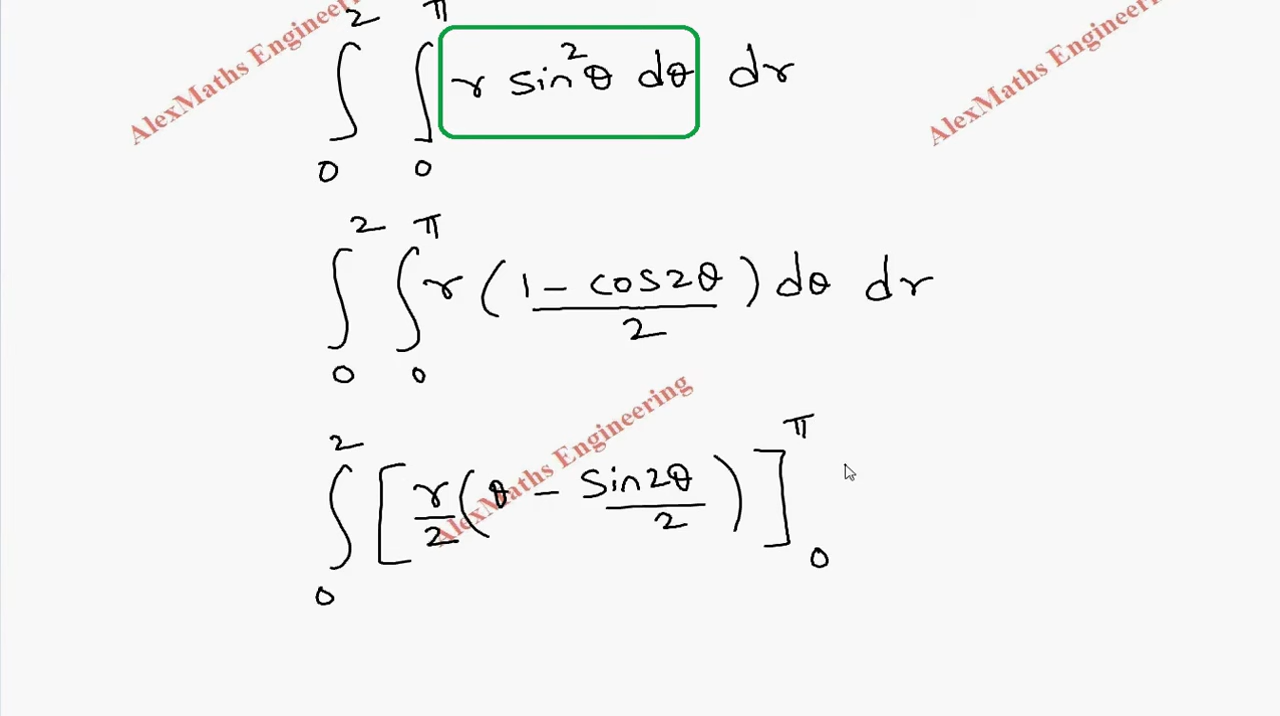 AlexMaths Engineering
AlexMaths Engineering
2 π
∫ ∫ r sin²θ dθ dr
0 0
2 π
∫ ∫ r ( 1 - cos2θ / 2 ) dθ dr
0 0
AlexMaths Engineering
2 π
∫ [ r/2 ( θ - sin2θ / 2 ) ]
0 0